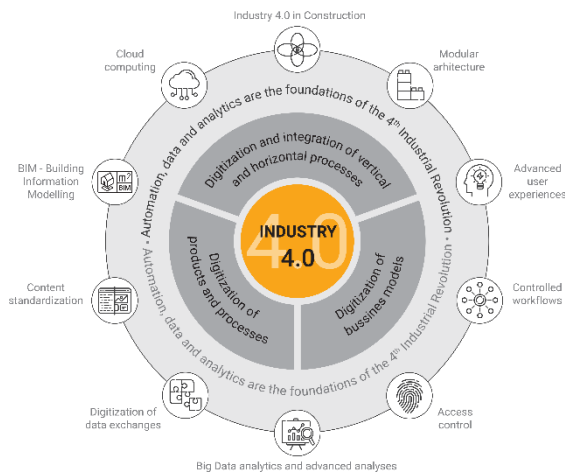 Industry 4.0 in Construction
Cloud
computing
Modular
arhitecture
Automation, data and analytics are the foundations of the 4th Industrial Revolution •
Digitization and integration of vertical
and horizontal processes
BIM - Building
Information
Modelling
m²
BIM
Advanced
user
experiences
4.0
INDUSTRY
4.0
Digitization of
products and processes
Digitization of
bussines models
Content
standardization
Controlled
workflows
Automation, data and analytics are the foundations of the 4th Industrial Revolution •
Digitization of
data exchanges
Access
control
Big Data analytics and advanced analyses